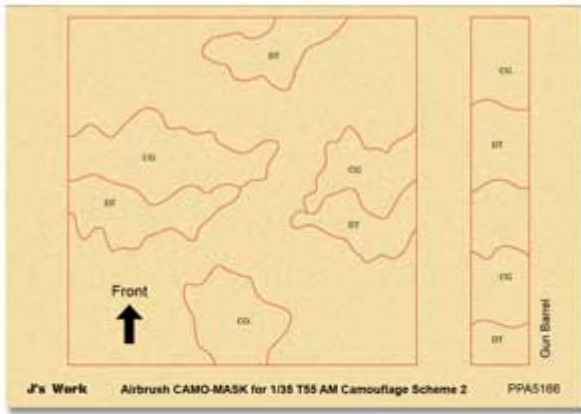 DT
CG
CG
DT
CG
DT
CG
DT
Front
CG
CG
DT
Gun Barrel
J's Work
Airbrush CAMO-MASK for 1/35 T55 AM Camouflage Scheme 2
PPA5166